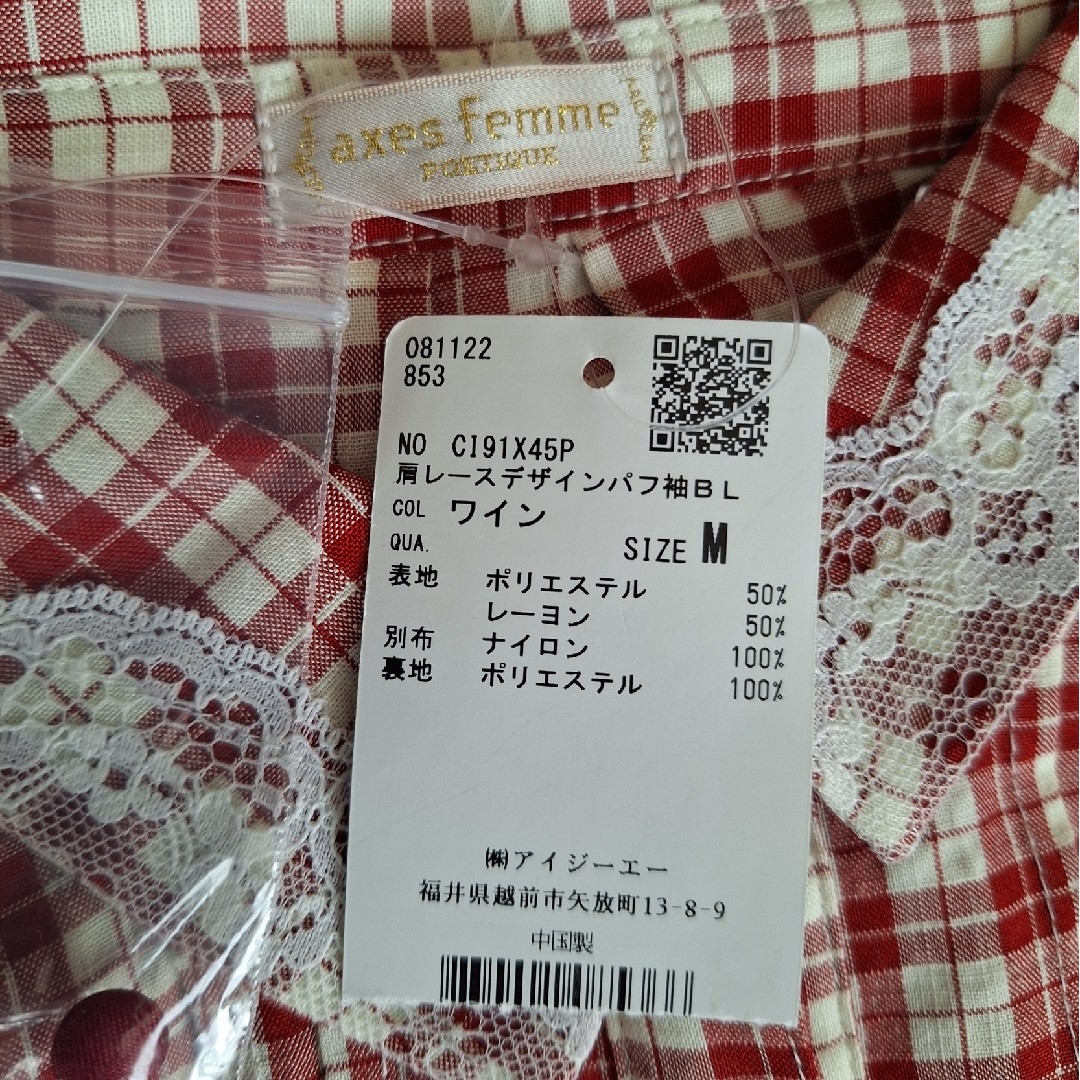 axes femme
POETIQUE
081122
853
NO CI91X45P
肩レースデザインパフ袖BL
COL ワイン
QUA.
SIZE M
表地 ポリエステル 50%
レーヨン 50%
別布 ナイロン 100%
裏地 ポリエステル 100%
㈱アイジーエー
福井県越前市矢放町13-8-9
中国製